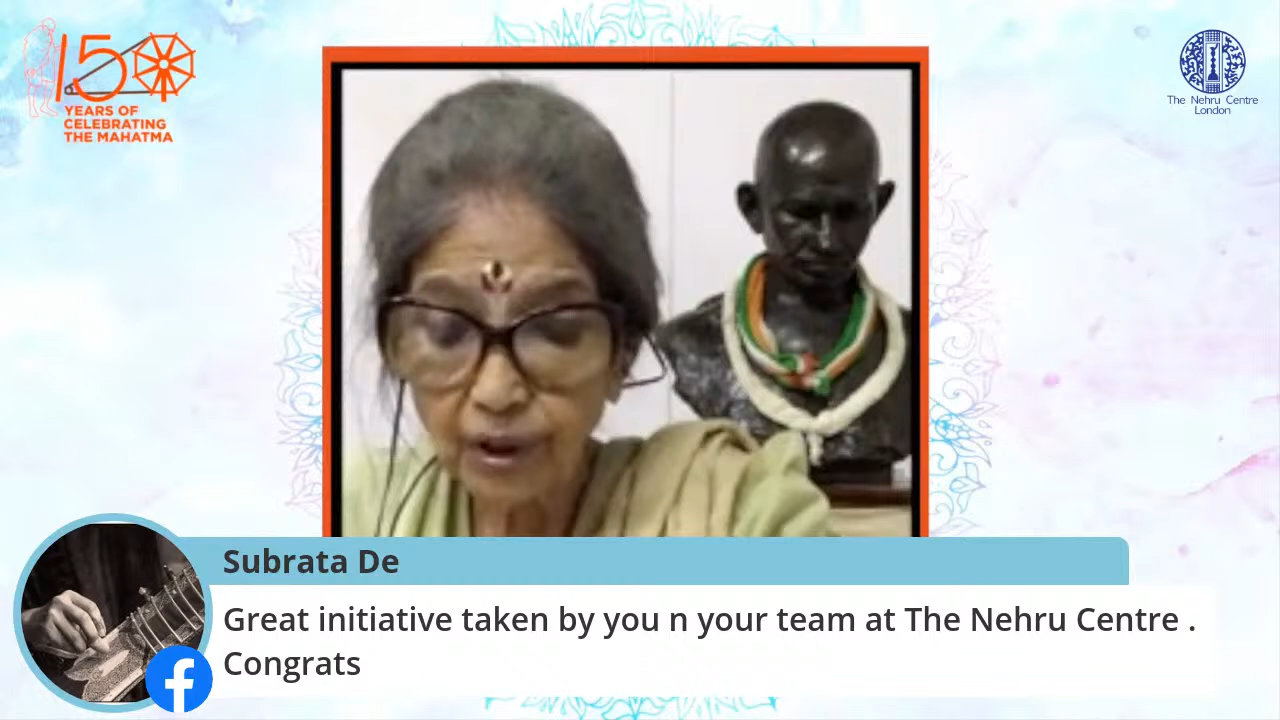 150
YEARS OF
CELEBRATING
THE MAHATMA
The Nehru Centre
London
Subrata De
Great initiative taken by you n your team at The Nehru Centre .
Congrats